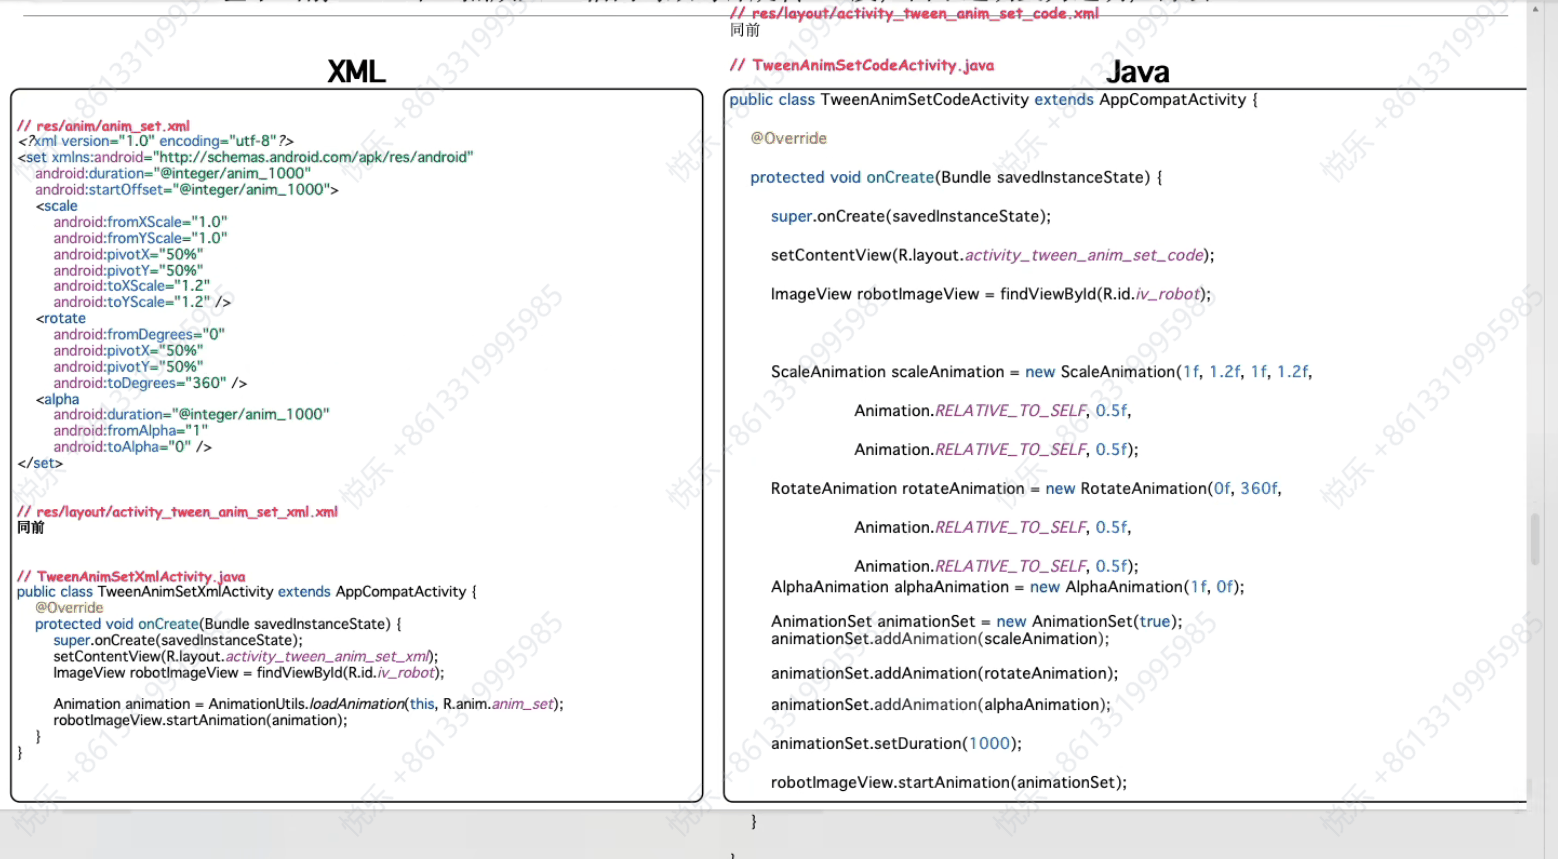 XML
// res/anim/anim_set.xml
<?xml version="1.0" encoding="utf-8"?>
<set xmlns:android="http://schemas.android.com/apk/res/android"
android:duration="@integer/anim_1000"
android:startOffset="@integer/anim_1000">
<scale
android:fromXScale="1.0"
android:fromYScale="1.0"
android:pivotX="50%"
android:pivotY="50%"
android:toXScale="1.2"
android:toYScale="1.2" />
<rotate
android:fromDegrees="0"
android:pivotX="50%"
android:pivotY="50%"
android:toDegrees="360" />
<alpha
android:duration="@integer/anim_1000"
android:fromAlpha="1"
android:toAlpha="0" />
</set>
// res/layout/activity_tween_anim_set_xml.xml
同前
// TweenAnimSetXmlActivity.java
public class TweenAnimSetXmlActivity extends AppCompatActivity {
@Override
protected void onCreate(Bundle savedInstanceState) {
super.onCreate(savedInstanceState);
setContentView(R.layout.activity_tween_anim_set_xml);
ImageView robotImageView = findViewById(R.id.iv_robot);
Animation animation = AnimationUtils.loadAnimation(this, R.anim.anim_set);
robotImageView.startAnimation(animation);
}
}
// res/layout/activity_tween_anim_set_code.xml
同前
// TweenAnimSetCodeActivity.java
Java
public class TweenAnimSetCodeActivity extends AppCompatActivity {
@Override
protected void onCreate(Bundle savedInstanceState) {
super.onCreate(savedInstanceState);
setContentView(R.layout.activity_tween_anim_set_code);
ImageView robotImageView = findViewById(R.id.iv_robot);
ScaleAnimation scaleAnimation = new ScaleAnimation(1f, 1.2f, 1f, 1.2f,
Animation.RELATIVE_TO_SELF, 0.5f,
Animation.RELATIVE_TO_SELF, 0.5f);
RotateAnimation rotateAnimation = new RotateAnimation(0f, 360f,
Animation.RELATIVE_TO_SELF, 0.5f,
Animation.RELATIVE_TO_SELF, 0.5f);
AlphaAnimation alphaAnimation = new AlphaAnimation(1f, 0f);
AnimationSet animationSet = new AnimationSet(true);
animationSet.addAnimation(scaleAnimation);
animationSet.addAnimation(rotateAnimation);
animationSet.addAnimation(alphaAnimation);
animationSet.setDuration(1000);
robotImageView.startAnimation(animationSet);
}
悦乐 +8613319995985